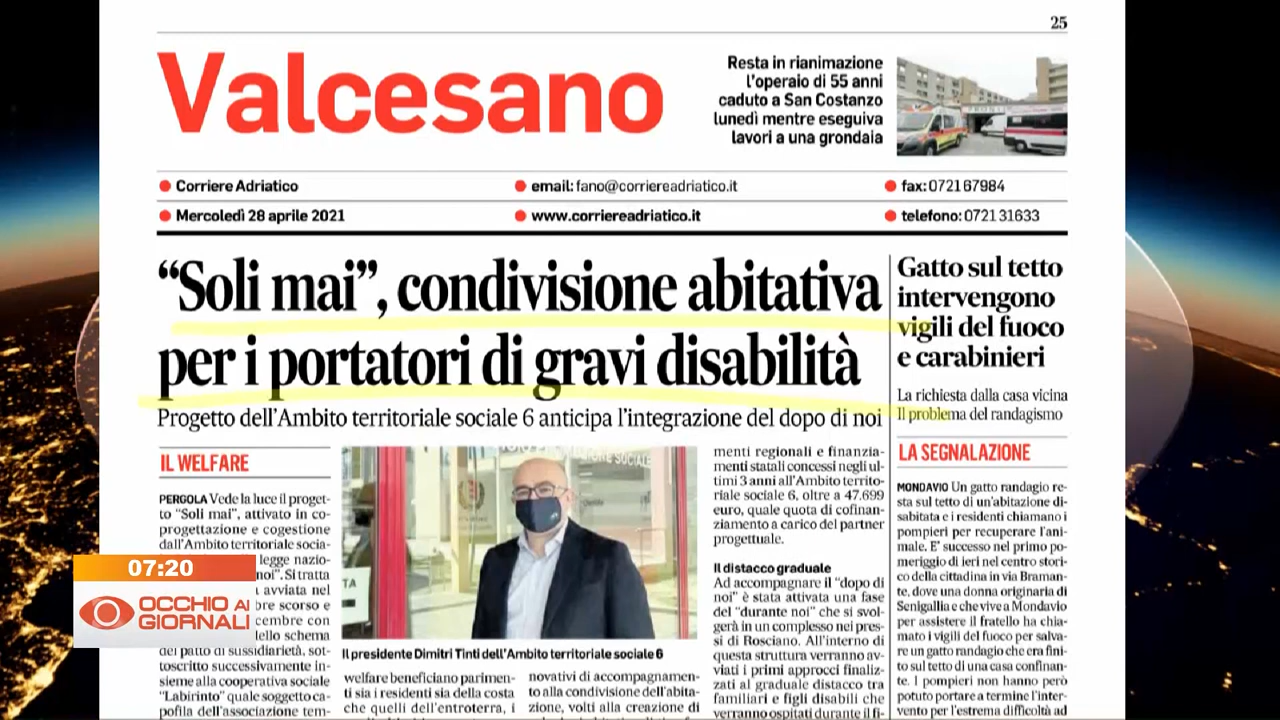 25
Valcesano
Resta in rianimazione
l'operaio di 55 anni
caduto a San Costanzo
lunedì mentre eseguiva
lavori a una grondaia
Corriere Adriatico
email: fano@corriereadriatico.it
fax: 0721 67984
Mercoledì 28 aprile 2021
www.corriereadriatico.it
telefono: 0721 31633
“Soli mai”, condivisione abitativa
per i portatori di gravi disabilità
Progetto dell'Ambito territoriale sociale 6 anticipa l'integrazione del dopo di noi
IL WELFARE
PERGOLA Vede la luce il proget-
to “Soli mai”, attivato in co-
progettazione e cogestione
dall'Ambito territoriale socia-
legge nazio-
noi”. Si tratta
avviata nel
bre scorso e
cembre con
dello schema
del patto di sussidiarietà, sot-
toscritto successivamente in-
sieme alla cooperativa sociale
“Labirinto” quale soggetto ca-
pofila dell'associazione tem-
Il presidente Dimitri Tinti dell'Ambito territoriale sociale 6
welfare beneficiano parimen-
ti sia i residenti sia della costa
che quelli dell'entroterra, i
novativi di accompagnamen-
to alla condivisione dell'abita-
zione, volti alla creazione di
menti regionali e finanzia-
menti statali concessi negli ul-
timi 3 anni all'Ambito territo-
riale sociale 6, oltre a 47.699
euro, quale quota di cofinan-
ziamento a carico del partner
progettuale.
Il distacco graduale
Ad accompagnare il “dopo di
noi” è stata attivata una fase
del “durante noi” che si svol-
gerà in un complesso nei pres-
si di Rosciano. All'interno di
questa struttura verranno av-
viati i primi approcci finaliz-
zati al graduale distacco tra
familiari e figli disabili che
verranno ospitati durante il fi-
Gatto sul tetto
intervengono
vigili del fuoco
e carabinieri
La richiesta dalla casa vicina
Il problema del randagismo
LA SEGNALAZIONE
MONDAVIO Un gatto randagio re-
sta sul tetto di un'abitazione di-
sabitata e i residenti chiamano i
pompieri per recuperare l'ani-
male. E' successo nel primo po-
meriggio di ieri nel centro stori-
co della cittadina in via Braman-
te, dove una donna originaria di
Senigallia e che vive a Mondavio
per assistere il fratello ha chia-
mato i vigili del fuoco per salva-
re un gatto randagio che era fini-
to sul tetto di una casa confinan-
te. I pompieri non hanno però
potuto portare a termine l'inter-
vento per l'estrema difficoltà ad
07:20
OCCHIO AI
GIORNALI